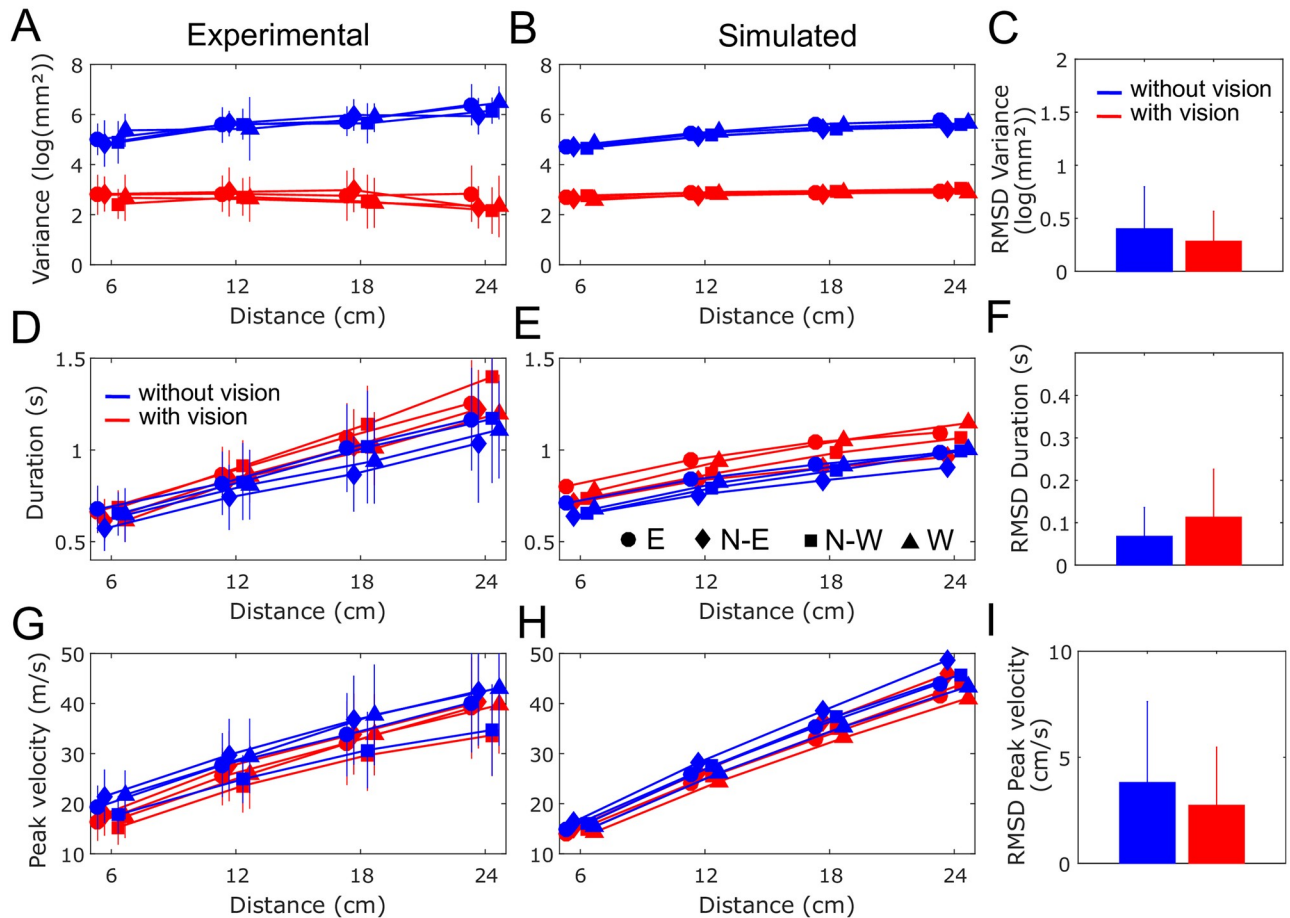 A
Experimental
B
Simulated
C
Variance (log(mm²))
8
6
4
2
0
6
12
18
24
Distance (cm)
8
6
4
2
0
6
12
18
24
Distance (cm)
RMSD Variance
(log(mm²))
2
1.5
1
0.5
0
without vision
with vision
D
Duration (s)
1.5
1
0.5
without vision
with vision
6
12
18
24
Distance (cm)
E
1.5
1
0.5
E
N-E
N-W
W
6
12
18
24
Distance (cm)
F
RMSD Duration (s)
0.4
0.3
0.2
0.1
0
G
Peak velocity (m/s)
50
40
30
20
10
6
12
18
24
Distance (cm)
H
50
40
30
20
10
6
12
18
24
Distance (cm)
I
RMSD Peak velocity
(cm/s)
10
5
0